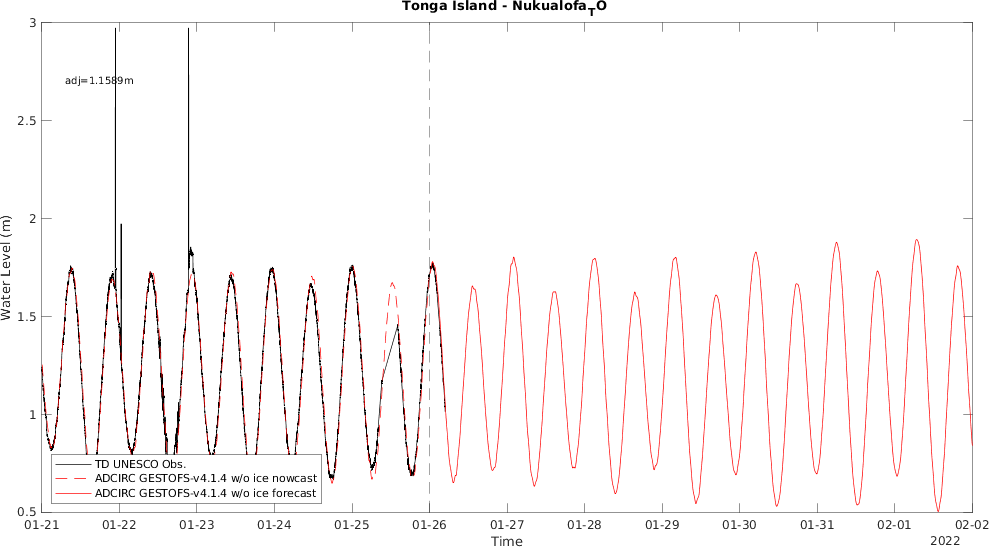 Tonga Island - Nukualofa_TO
3
adj=1.1589m
2.5
2
Water Level (m)
1.5
1
TD UNESCO Obs.
ADCIRC GESTOFS-v4.1.4 w/o ice nowcast
ADCIRC GESTOFS-v4.1.4 w/o ice forecast
0.5
01-21 01-22 01-23 01-24 01-25 01-26 01-27 01-28 01-29 01-30 01-31 02-01 02-02
Time
2022